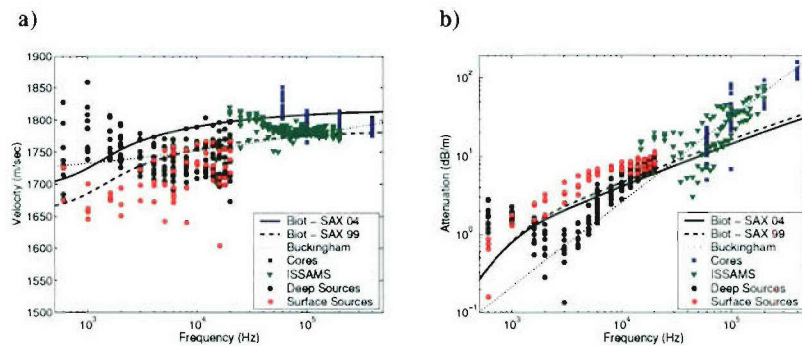 a)
1900
1850
1800
1750
1700
1650
1600
1550
1500
Velocity (m/sec)
10³
10⁴
10⁵
Frequency (Hz)
Biot - SAX 04
Biot - SAX 99
Buckingham
Cores
ISSAMS
Deep Sources
Surface Sources
b)
10²
10¹
10⁰
10⁻¹
Attenuation (dB/m)
10³
10⁴
10⁵
Frequency (Hz)
Biot - SAX 04
Biot - SAX 99
Buckingham
Cores
ISSAMS
Deep Sources
Surface Sources